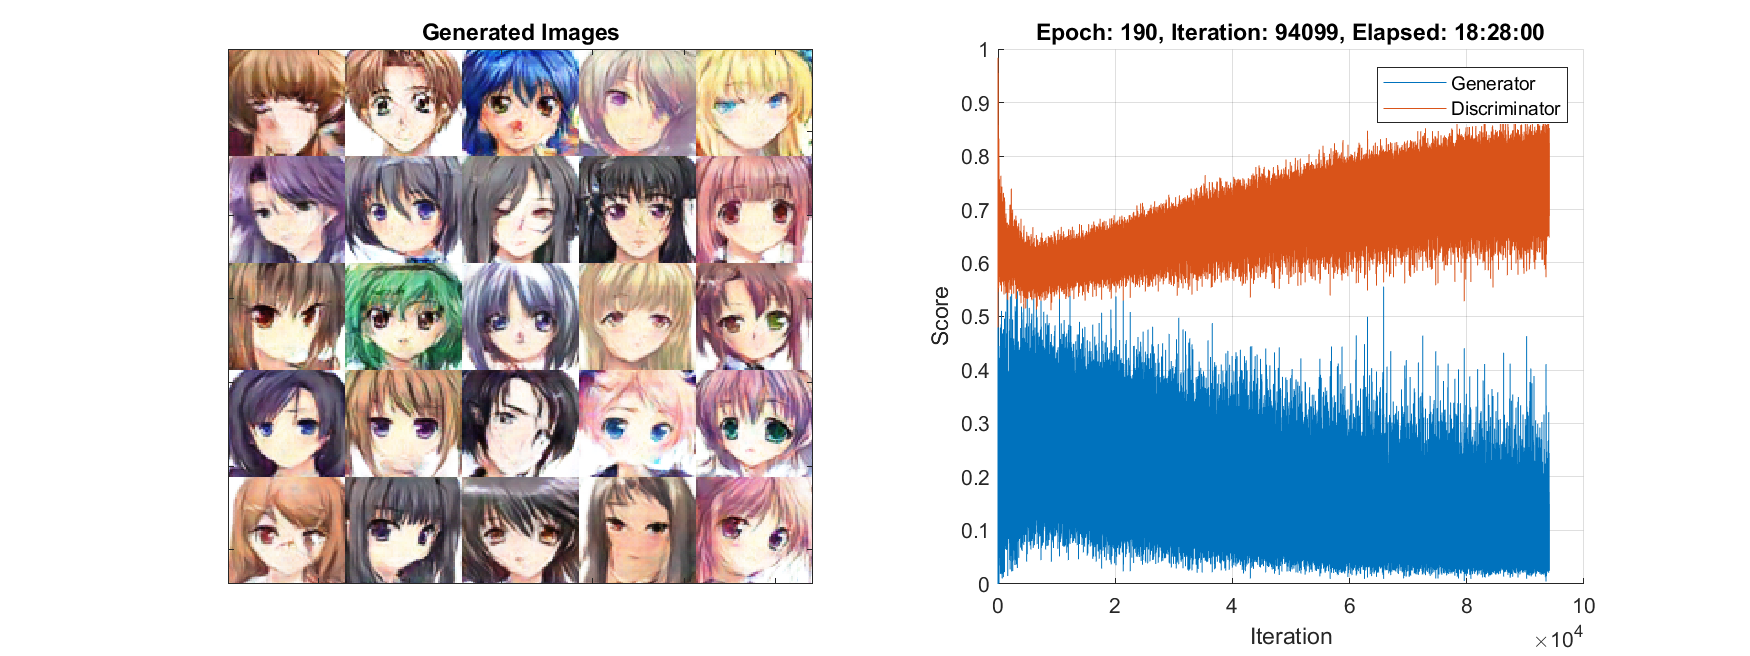 Generated Images
Epoch: 190, Iteration: 94099, Elapsed: 18:28:00
Generator
Discriminator
1
0.9
0.8
0.7
0.6
0.5
0.4
0.3
0.2
0.1
0
Score
0 2 4 6 8 10
Iteration
×10^4